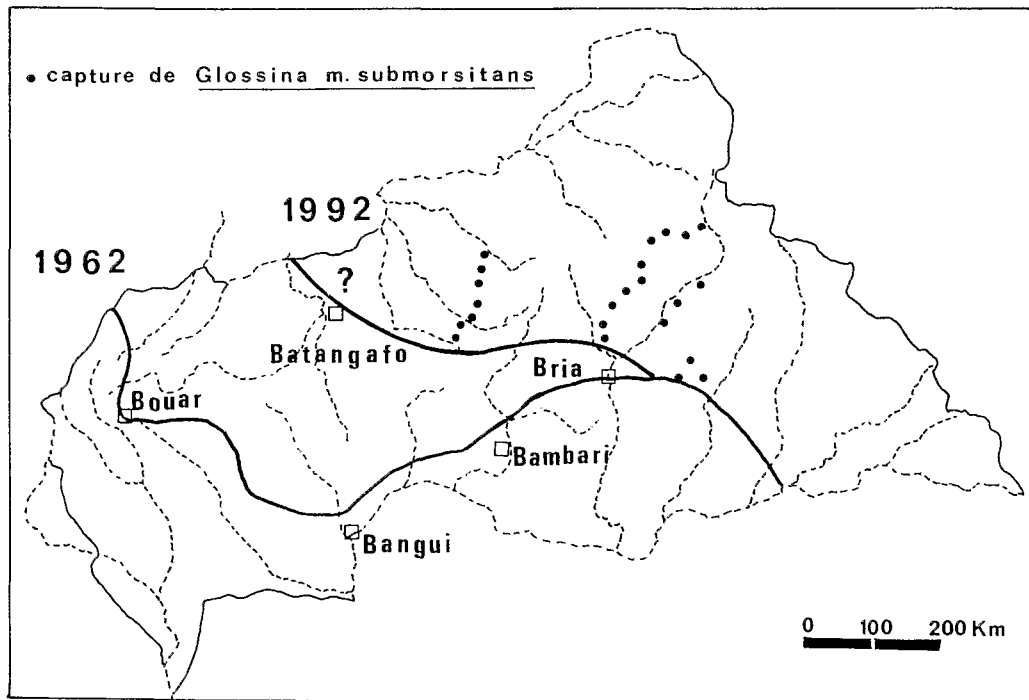 • capture de Glossina m. submorsitans
1992
1962
?
Batangafo
Bria
Bouar
Bambari
Bangui
0 100 200 Km